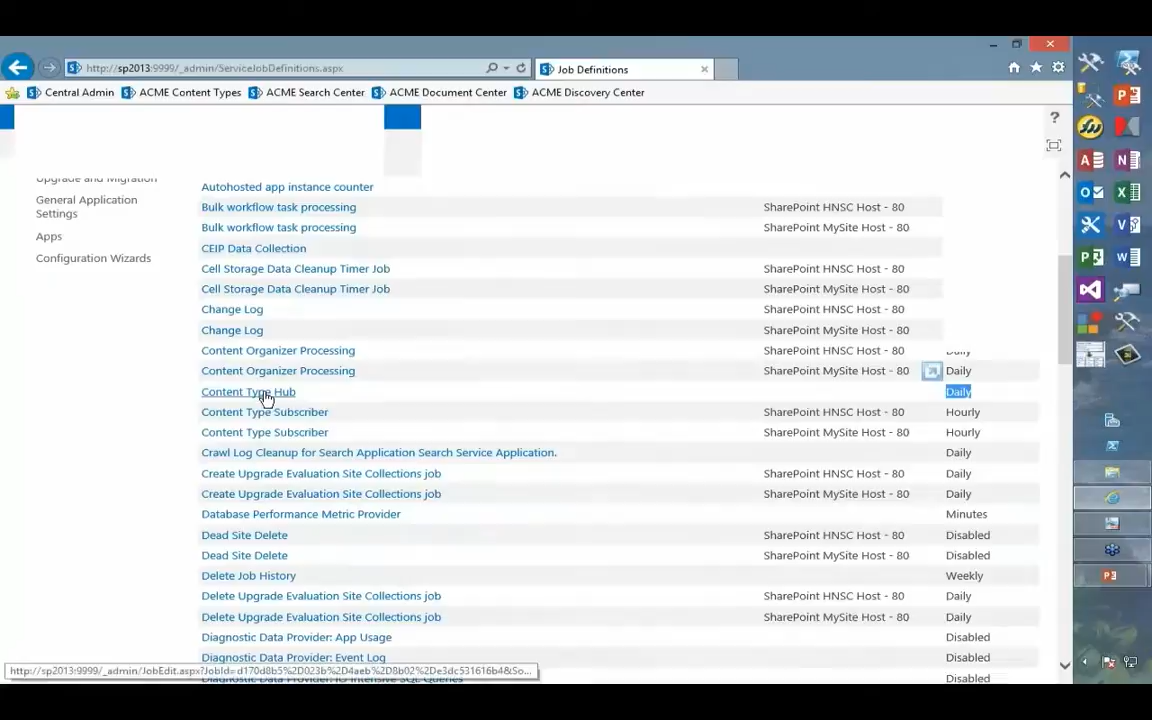 http://sp2013:9999/_admin/ServiceJobDefinitions.aspx
Job Definitions
Central Admin ACME Content Types ACME Search Center ACME Document Center ACME Discovery Center
?
Upgrade and Migration
General Application
Settings
Apps
Configuration Wizards
Autohosted app instance counter
Bulk workflow task processing SharePoint HNSC Host - 80
Bulk workflow task processing SharePoint MySite Host - 80
CEIP Data Collection
Cell Storage Data Cleanup Timer Job SharePoint HNSC Host - 80
Cell Storage Data Cleanup Timer Job SharePoint MySite Host - 80
Change Log SharePoint HNSC Host - 80
Change Log SharePoint MySite Host - 80
Content Organizer Processing SharePoint HNSC Host - 80 Daily
Content Organizer Processing SharePoint MySite Host - 80 Daily
Content Type Hub Daily
Content Type Subscriber SharePoint HNSC Host - 80 Hourly
Content Type Subscriber SharePoint MySite Host - 80 Hourly
Crawl Log Cleanup for Search Application Search Service Application. Daily
Create Upgrade Evaluation Site Collections job SharePoint HNSC Host - 80 Daily
Create Upgrade Evaluation Site Collections job SharePoint MySite Host - 80 Daily
Database Performance Metric Provider Minutes
Dead Site Delete SharePoint HNSC Host - 80 Disabled
Dead Site Delete SharePoint MySite Host - 80 Disabled
Delete Job History Weekly
Delete Upgrade Evaluation Site Collections job SharePoint HNSC Host - 80 Daily
Delete Upgrade Evaluation Site Collections job SharePoint MySite Host - 80 Daily
Diagnostic Data Provider: App Usage Disabled
Diagnostic Data Provider: Event Log Disabled
Diagnostic Data Provider: IO Intensive SQL Queries Disabled